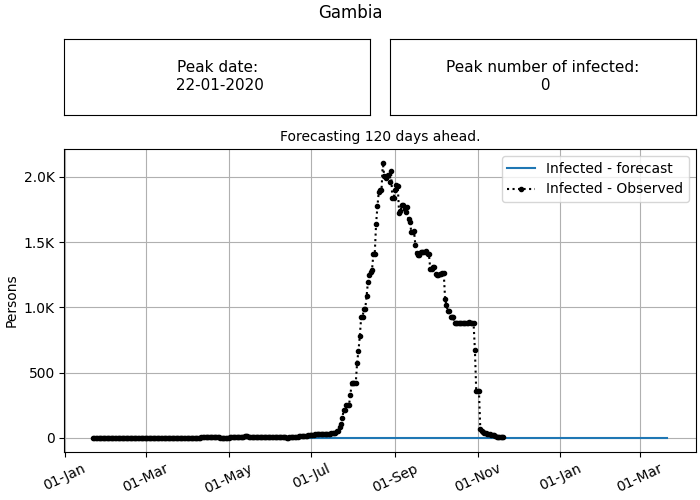 Gambia
Peak date:
22-01-2020
Peak number of infected:
0
Forecasting 120 days ahead.
Infected - forecast
Infected - Observed
2.0K
1.5K
1.0K
500
0
Persons
01-Jan
01-Mar
01-May
01-Jul
01-Sep
01-Nov
01-Jan
01-Mar